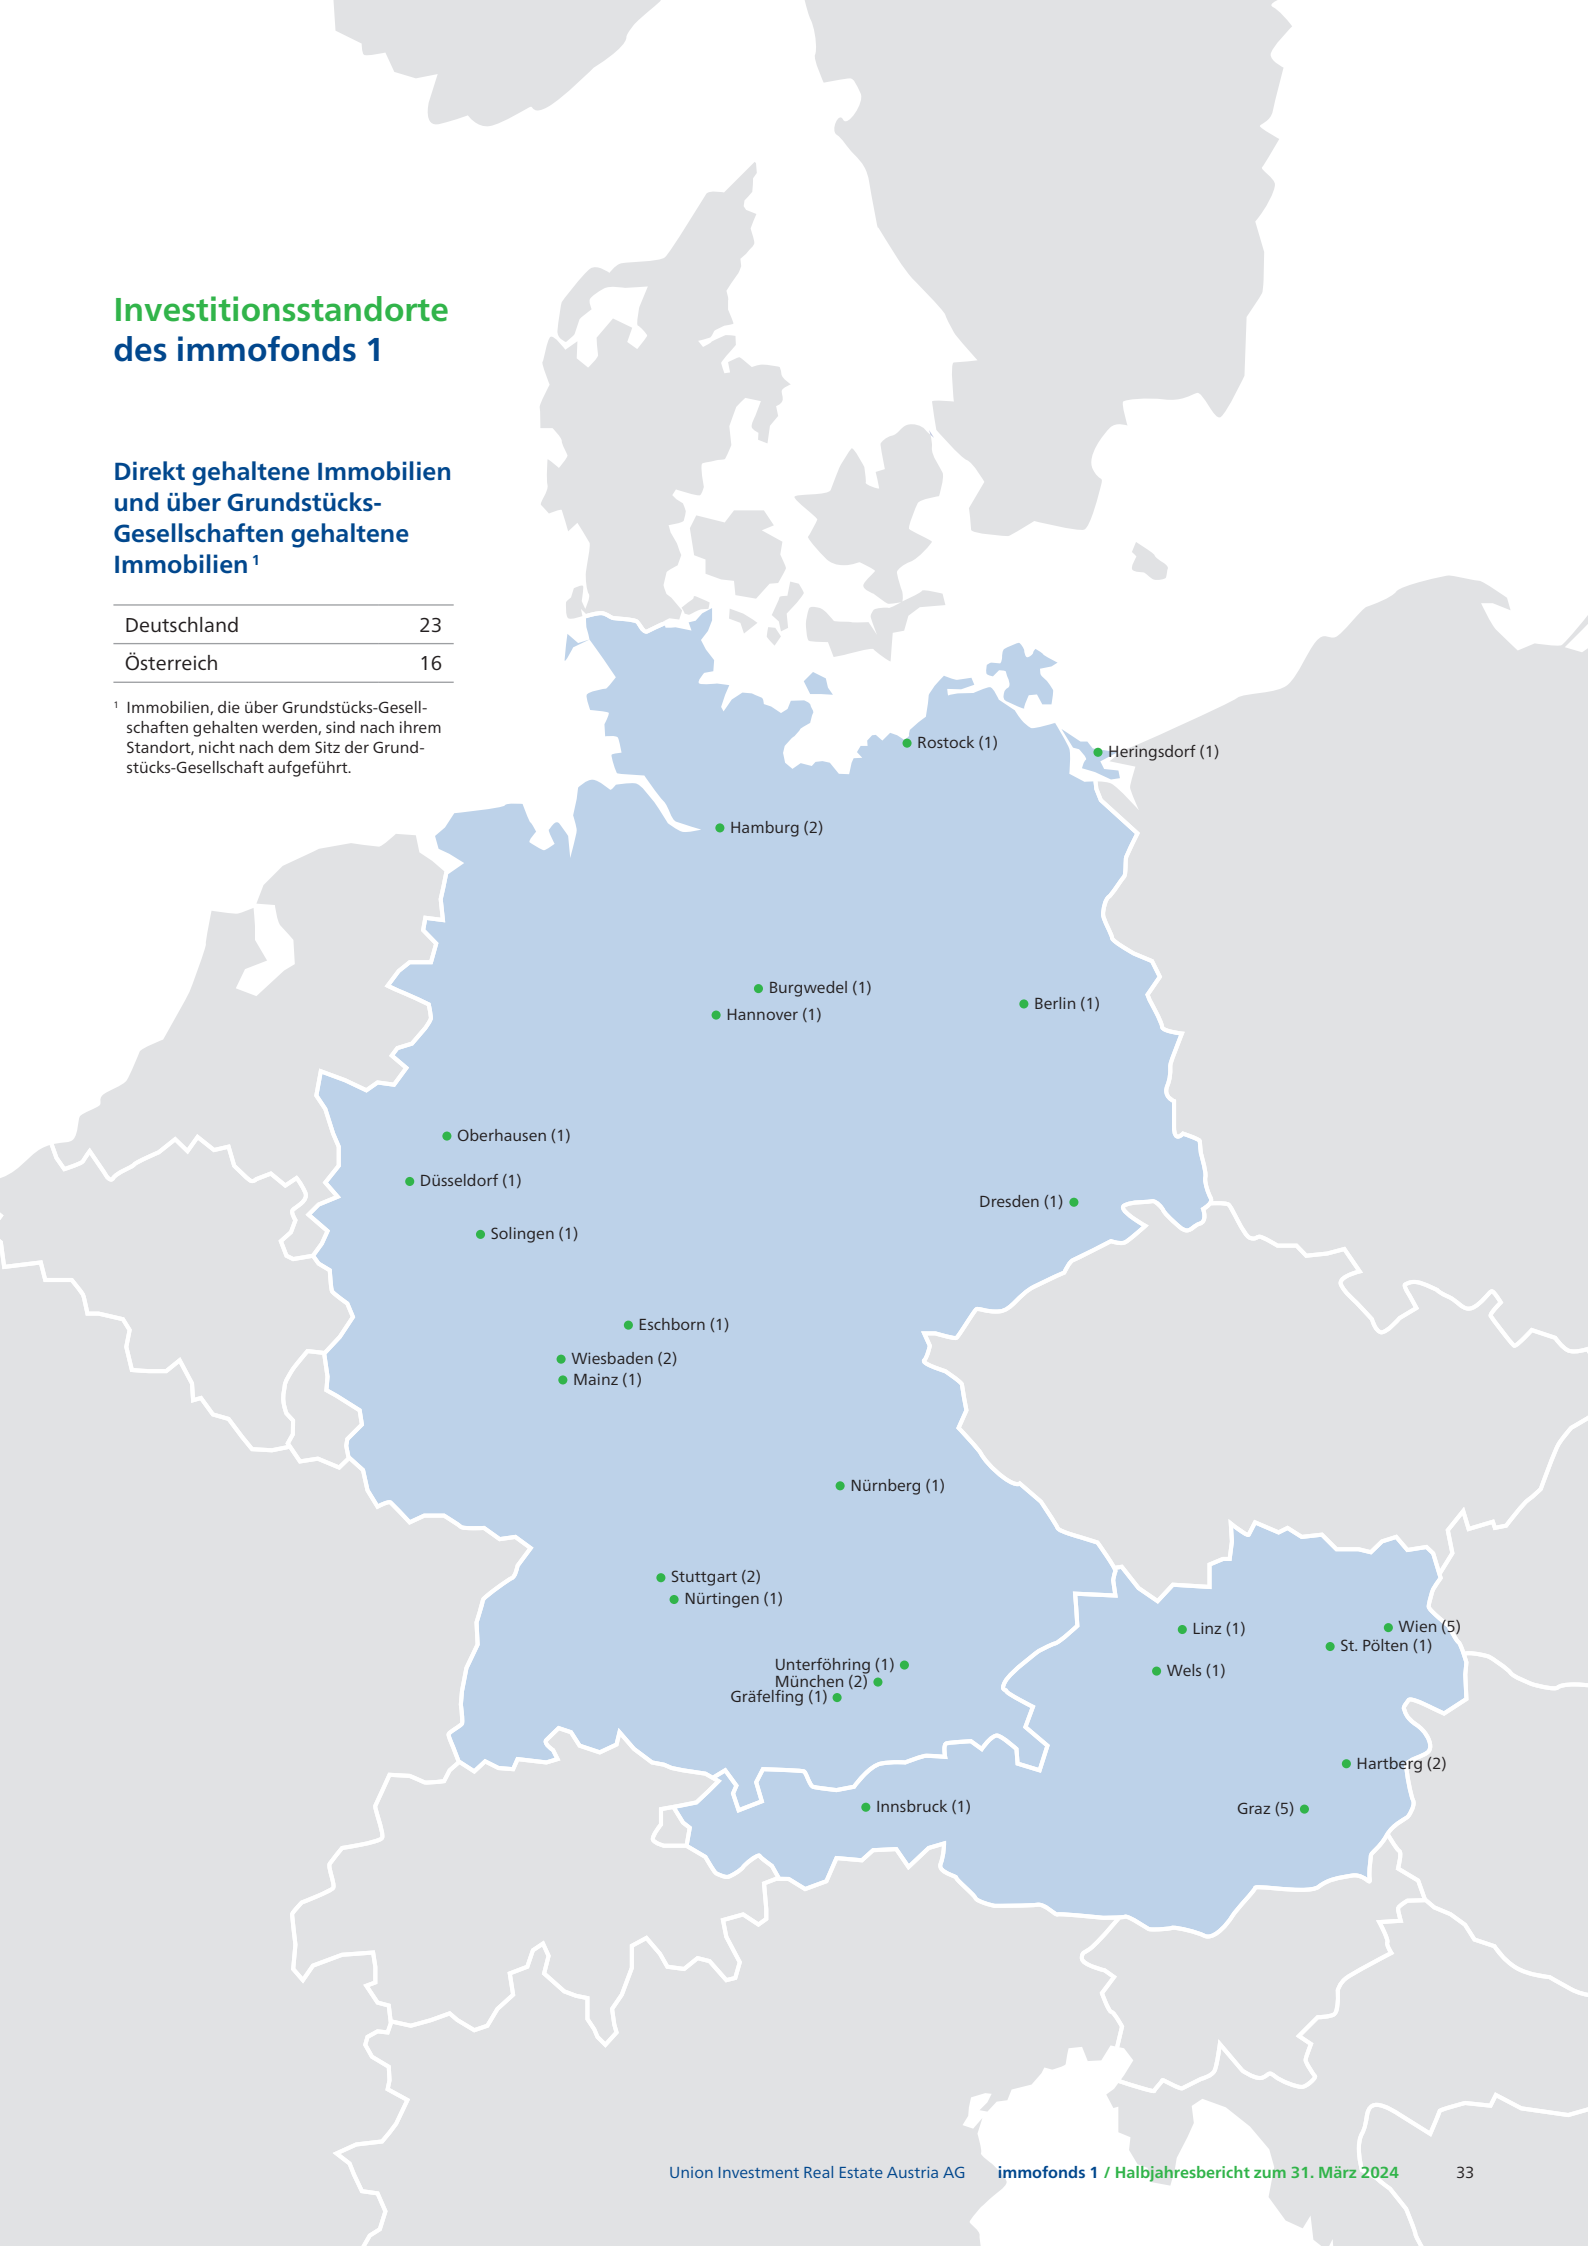 Investitionsstandorte
des immofonds 1
Direkt gehaltene Immobilien
und über Grundstücks-
Gesellschaften gehaltene
Immobilien ¹
Deutschland 23
Österreich 16
¹ Immobilien, die über Grundstücks-Gesell-
schaften gehalten werden, sind nach ihrem
Standort, nicht nach dem Sitz der Grund-
stücks-Gesellschaft aufgeführt.
Rostock (1)
Heringsdorf (1)
Hamburg (2)
Burgwedel (1)
Berlin (1)
Hannover (1)
Oberhausen (1)
Düsseldorf (1)
Dresden (1)
Solingen (1)
Eschborn (1)
Wiesbaden (2)
Mainz (1)
Nürnberg (1)
Stuttgart (2)
Nürtingen (1)
Linz (1)
Wien (5)
St. Pölten (1)
Unterföhring (1)
Wels (1)
München (2)
Gräfelfing (1)
Hartberg (2)
Innsbruck (1)
Graz (5)
Union Investment Real Estate Austria AG immofonds 1 / Halbjahresbericht zum 31. März 2024 33